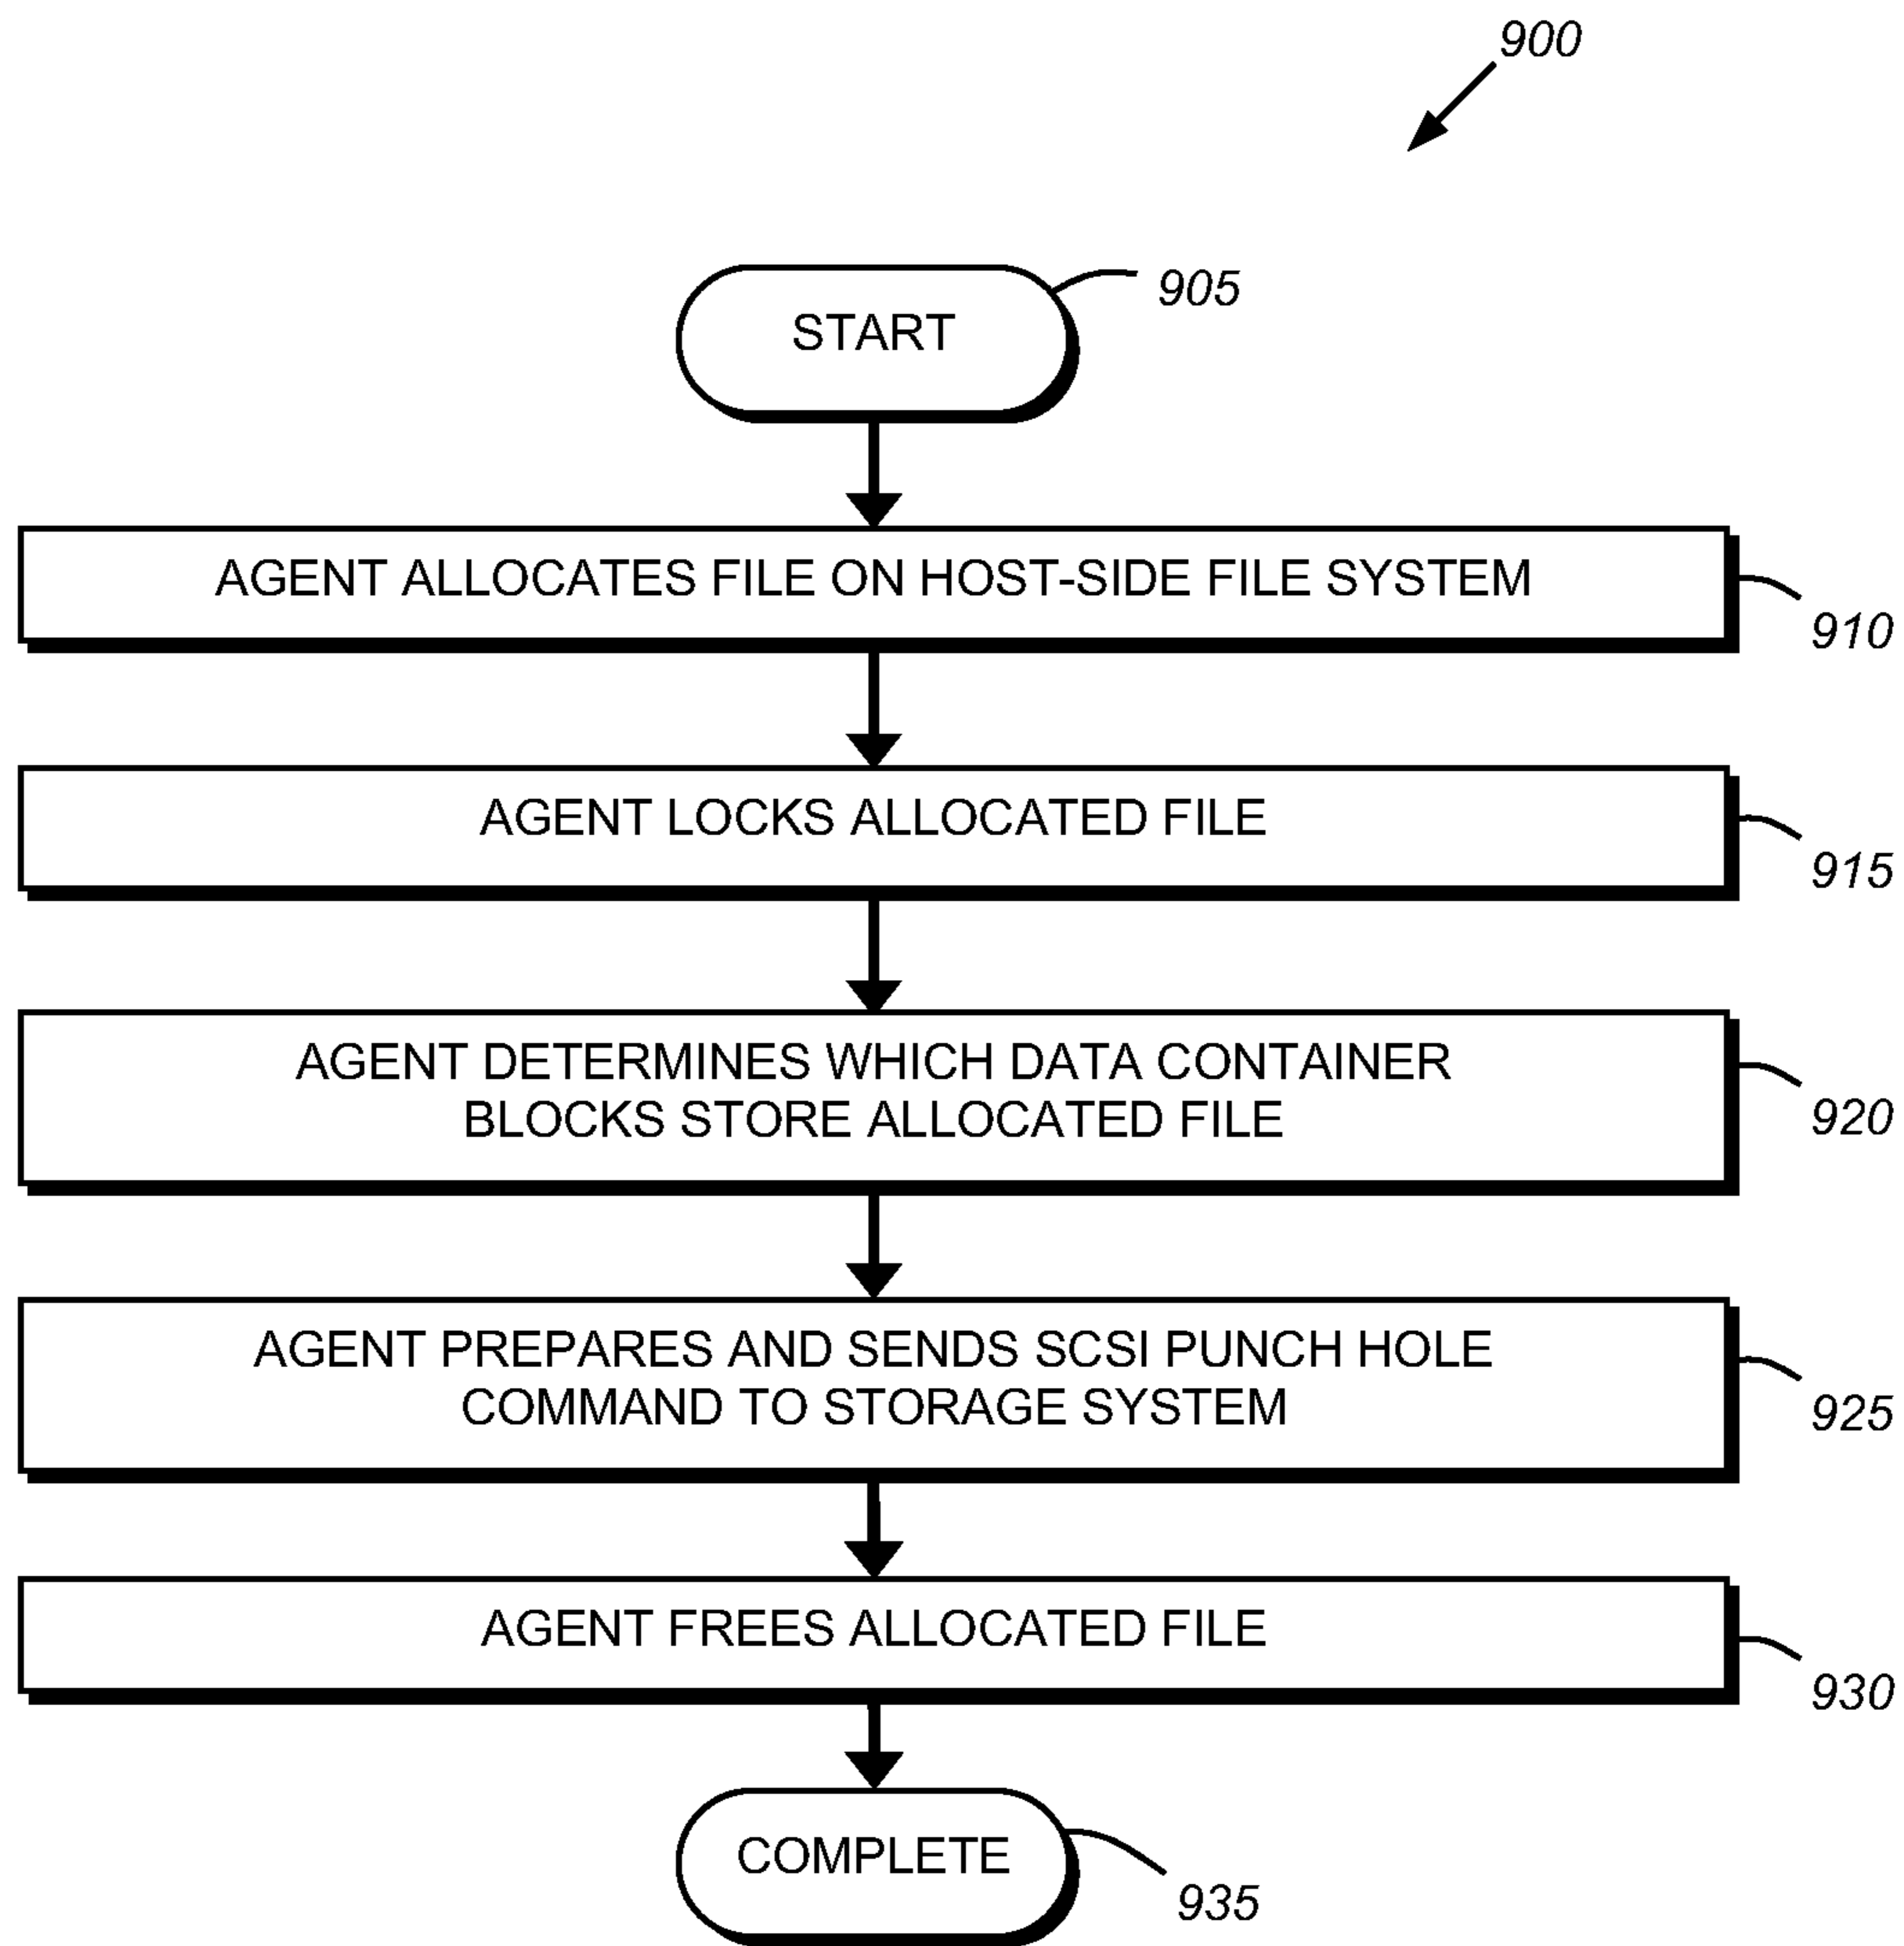 900
START
905
AGENT ALLOCATES FILE ON HOST-SIDE FILE SYSTEM
910
AGENT LOCKS ALLOCATED FILE
915
AGENT DETERMINES WHICH DATA CONTAINER
BLOCKS STORE ALLOCATED FILE
920
AGENT PREPARES AND SENDS SCSI PUNCH HOLE
COMMAND TO STORAGE SYSTEM
925
AGENT FREES ALLOCATED FILE
930
COMPLETE
935